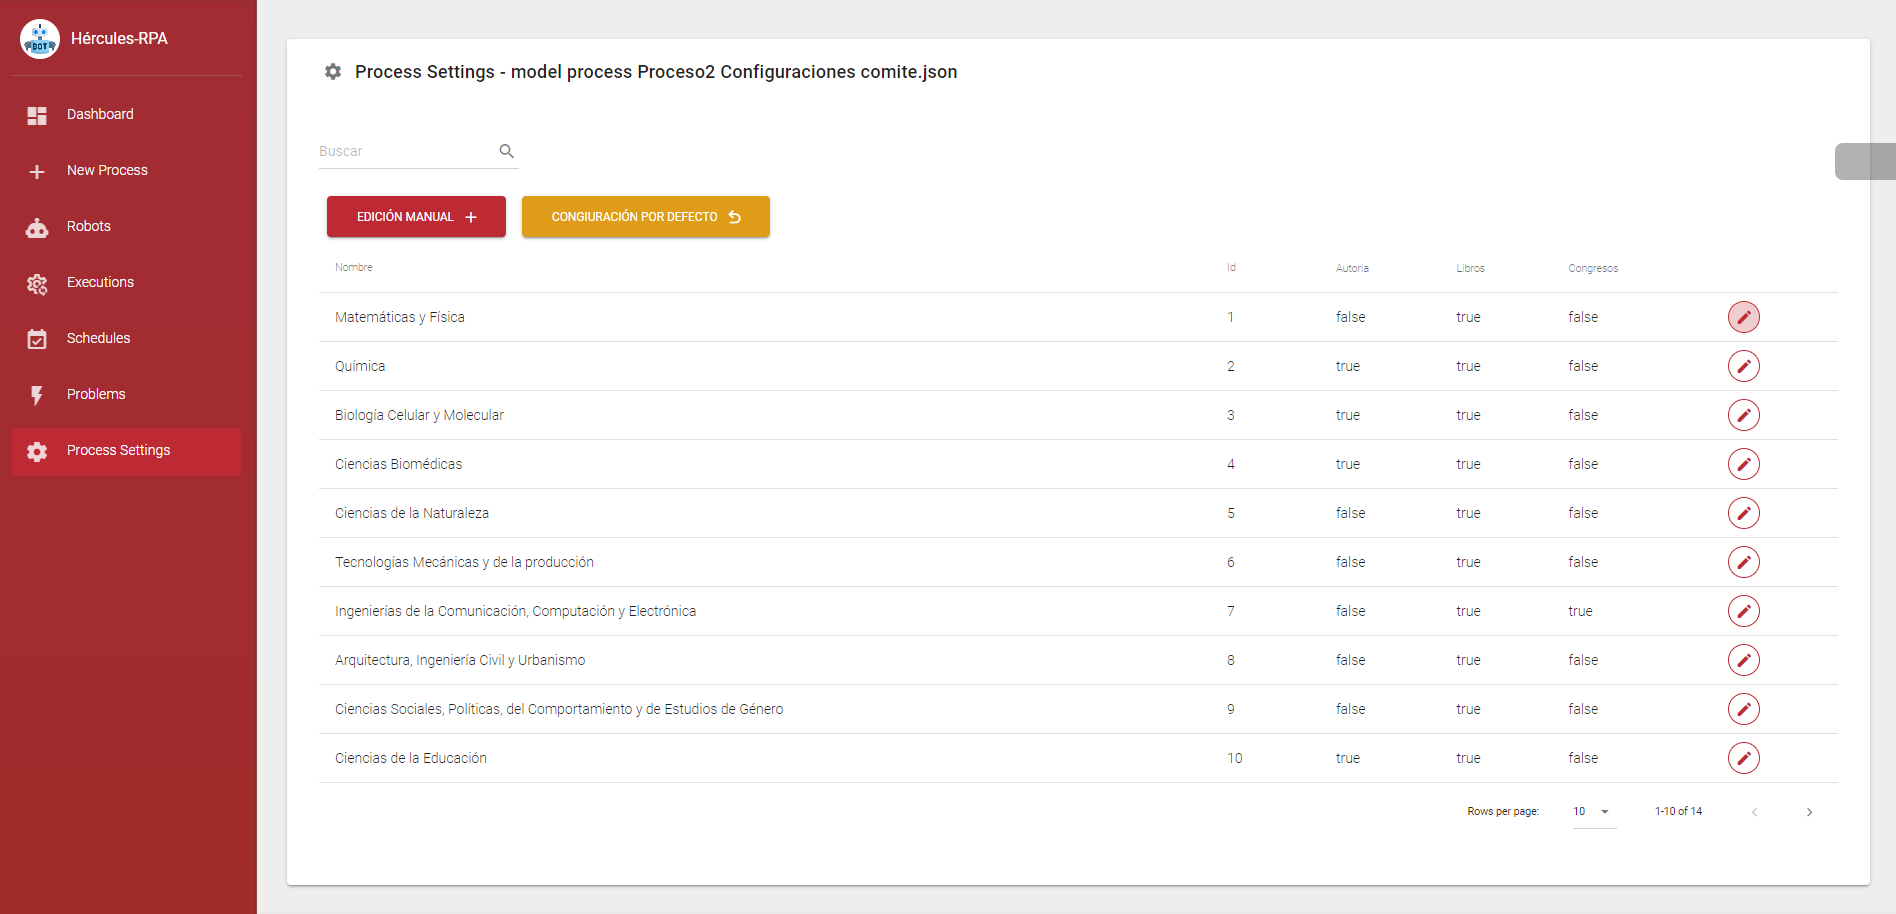 BOT
Hércules-RPA
Dashboard
New Process
Robots
Executions
Schedules
Problems
Process Settings
Process Settings - model process Proceso2 Configuraciones comite.json
Buscar
EDICIÓN MANUAL
CONGIURACIÓN POR DEFECTO
Nombre Id Autoria Libros Congresos
Matemáticas y Física 1 false true false
Química 2 true true false
Biología Celular y Molecular 3 true true false
Ciencias Biomédicas 4 true true false
Ciencias de la Naturaleza 5 false true false
Tecnologías Mecánicas y de la producción 6 false true false
Ingenierías de la Comunicación, Computación y Electrónica 7 false true true
Arquitectura, Ingeniería Civil y Urbanismo 8 false true false
Ciencias Sociales, Políticas, del Comportamiento y de Estudios de Género 9 false true false
Ciencias de la Educación 10 true true false
Rows per page: 10 1-10 of 14